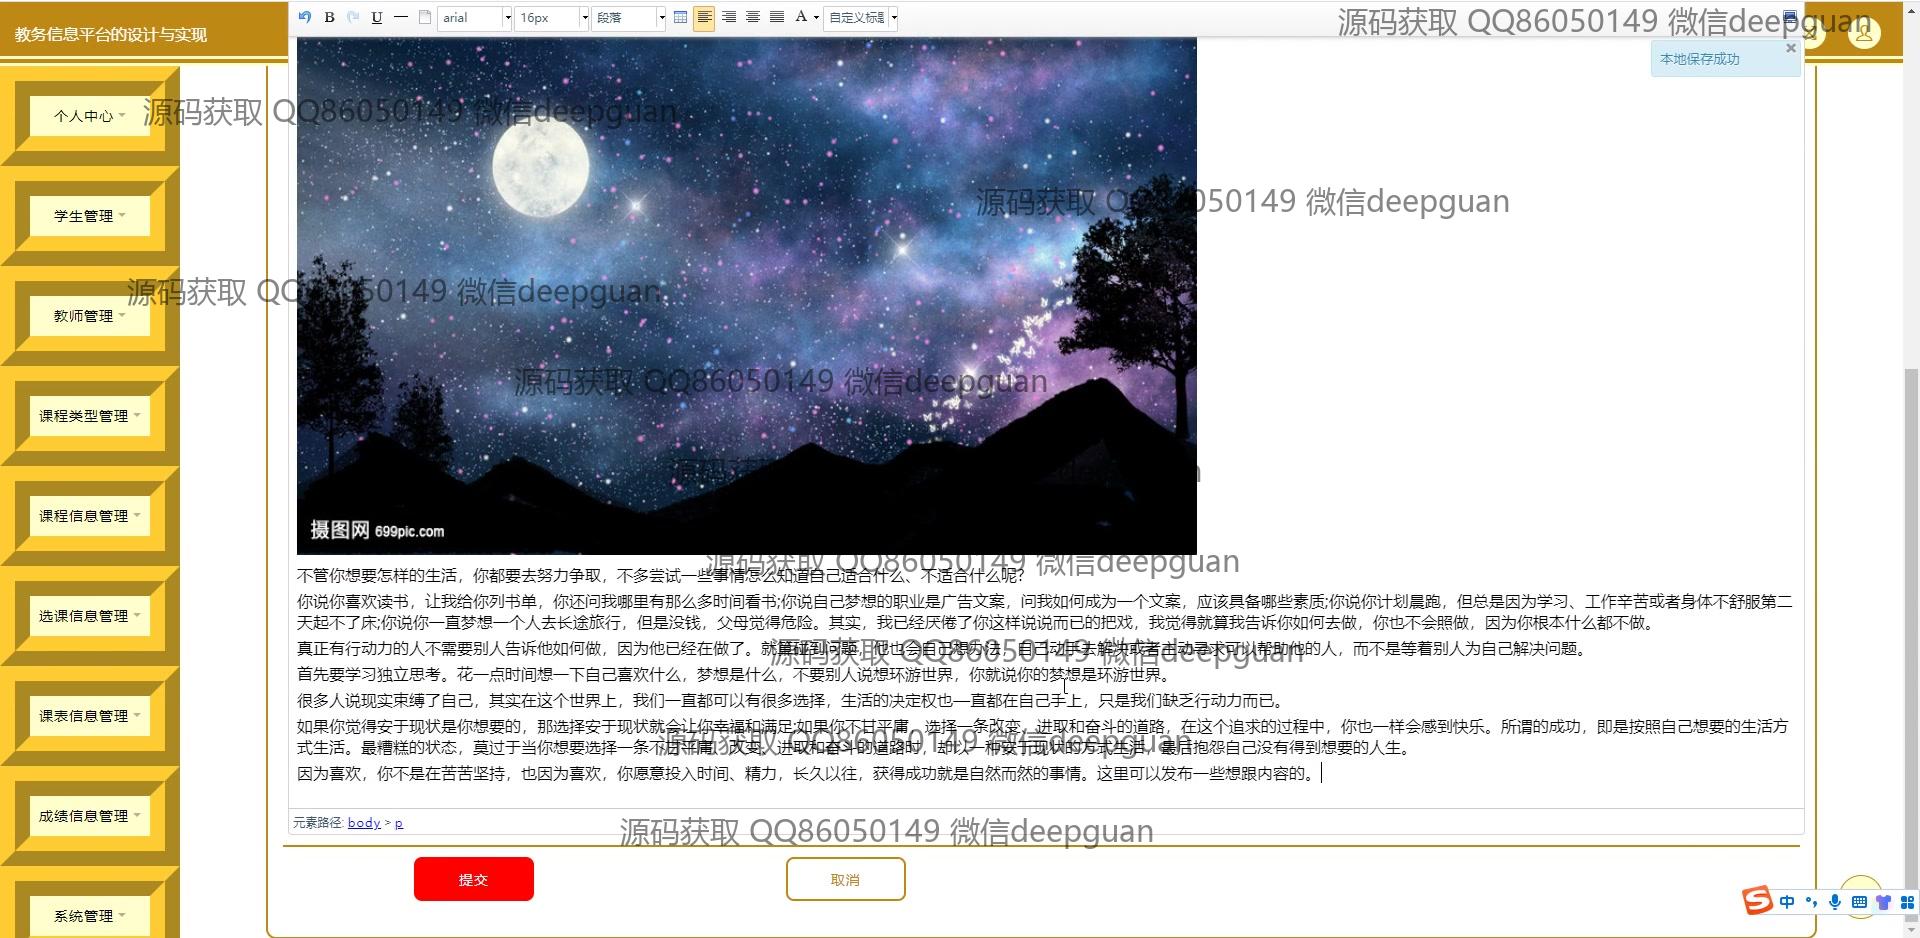 教务信息平台的设计与实现
arial
16px
段落
自定义标题
源码获取 QQ86050149 微信deepguan
本地保存成功
个人中心
源码获取 QQ86050149 微信deepguan
学生管理
源码获取 QQ86050149 微信deepguan
教师管理
源码获取 QQ86050149 微信deepguan
课程类型管理
源码获取 QQ86050149 微信deepguan
课程信息管理
摄图网 699pic.com
源码获取 QQ86050149 微信deepguan
不管你想要怎样的生活，你都要去努力争取，不多尝试一些事情怎么知道自己适合什么、不适合什么呢？
你说你喜欢读书，让我给你列书单，你还问我哪里有那么多时间看书;你说自己梦想的职业是广告文案，问我如何成为一个文案，应该具备哪些素质;你说你计划晨跑，但总是因为学习、工作辛苦或者身体不舒服第二
天起不了床;你说你一直梦想一个人去长途旅行，但是没钱，父母觉得危险。其实，我已经厌倦了你这样说说而已的把戏，我觉得就算我告诉你如何去做，你也不会照做，因为你根本什么都不做。
选课信息管理
真正有行动力的人不需要别人告诉他如何做，因为他已经在做了。就算碰到问题，他也会自己想办法，自己动手去解决或者主动寻求可以帮助他的人，而不是等着别人为自己解决问题。
源码获取 QQ86050149 微信deepguan
首先要学习独立思考。花一点时间想一下自己喜欢什么，梦想是什么，不要别人说想环游世界，你就说你的梦想是环游世界。
很多人说现实束缚了自己，其实在这个世界上，我们一直都可以有很多选择，生活的决定权也一直都在自己手上，只是我们缺乏行动力而已。
课表信息管理
如果你觉得安于现状是你想要的，那选择安于现状就会让你幸福和满足;如果你不甘平庸，选择一条改变、进取和奋斗的道路，在这个追求的过程中，你也一样会感到快乐。所谓的成功，即是按照自己想要的生活方
式生活。最糟糕的状态，莫过于当你想要选择一条不甘平庸、改变、进取和奋斗的道路时，却以一种安于现状的方式生活，最后抱怨自己没有得到想要的人生。
源码获取 QQ86050149 微信deepguan
因为喜欢，你不是在苦苦坚持，也因为喜欢，你愿意投入时间、精力，长久以往，获得成功就是自然而然的事情。这里可以发布一些想跟内容的。
成绩信息管理
元素路径: body > p
源码获取 QQ86050149 微信deepguan
提交
取消
系统管理
中